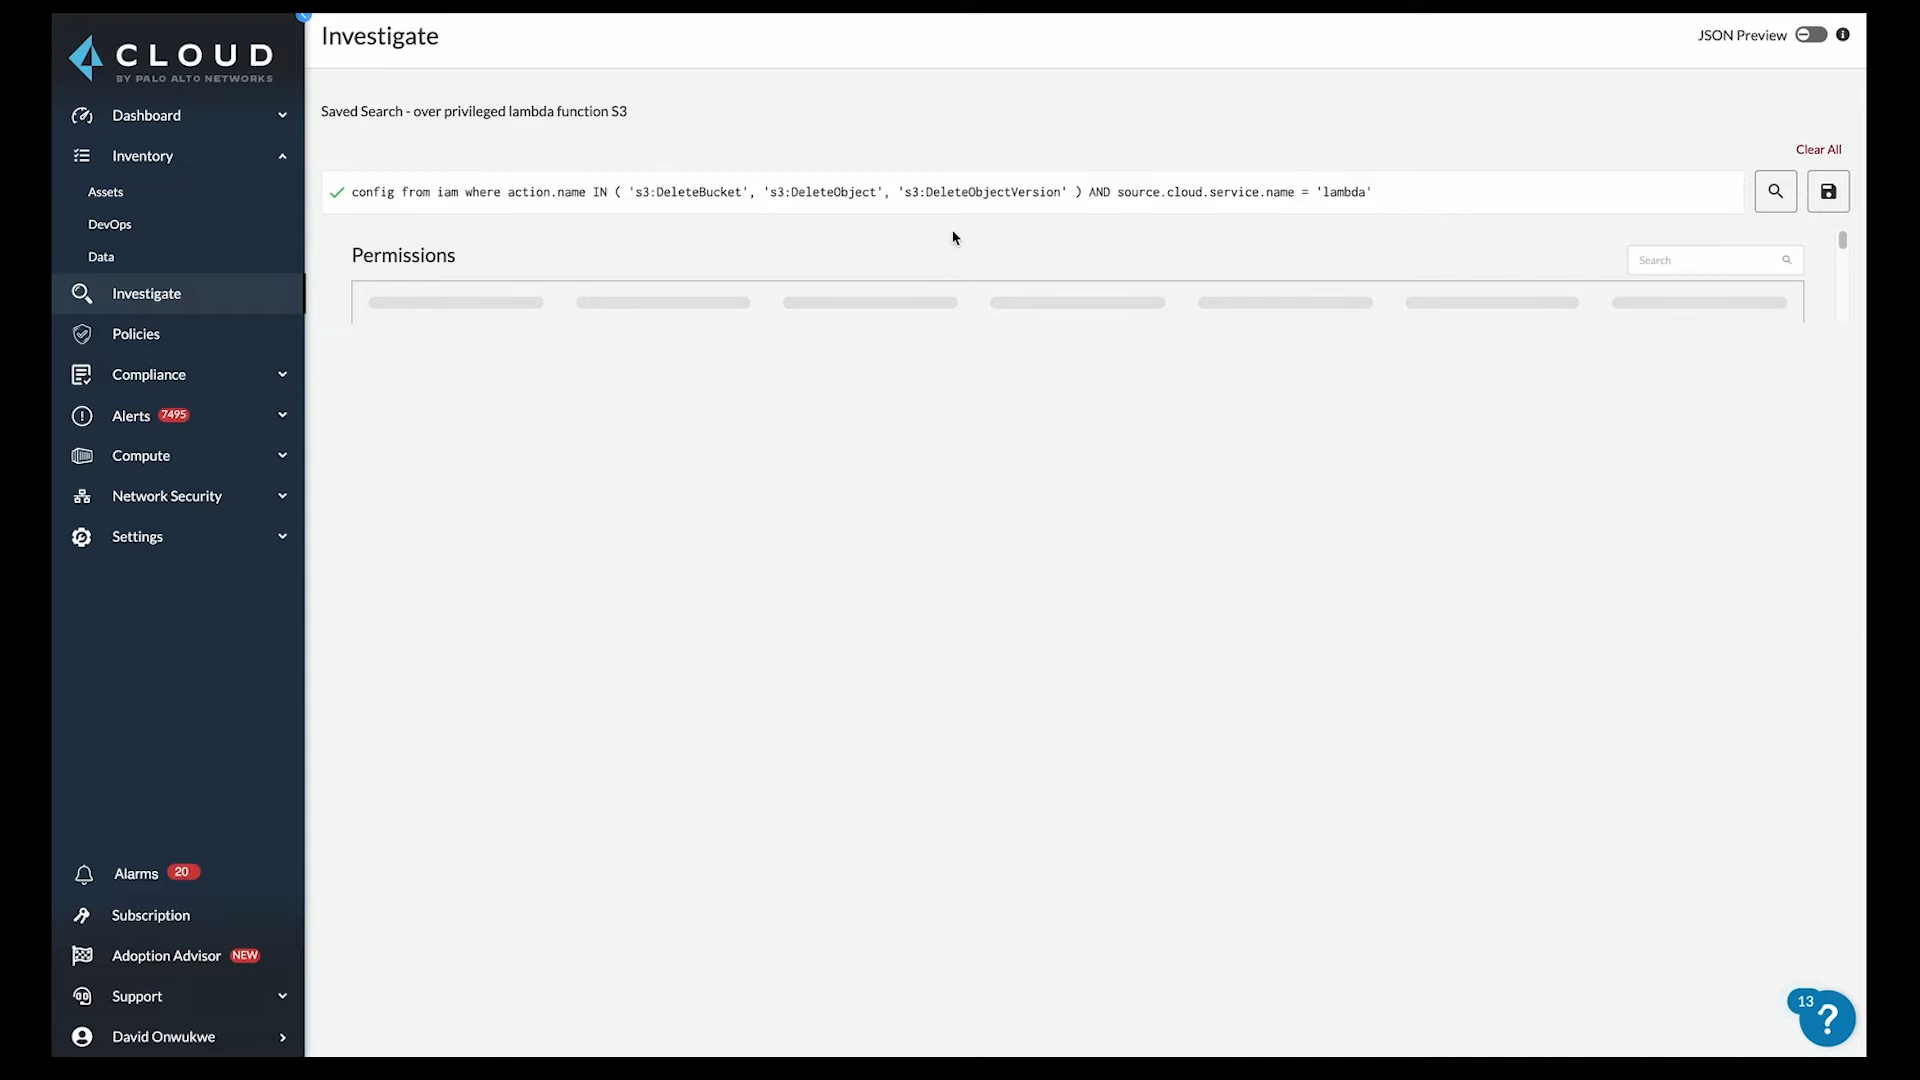 CLOUD
BY PALO ALTO NETWORKS
Dashboard
Inventory
Assets
DevOps
Data
Investigate
Policies
Compliance
Alerts 7495
Compute
Network Security
Settings
Alarms 20
Subscription
Adoption Advisor NEW
Support
David Onwukwe
Investigate
JSON Preview
Saved Search - over privileged lambda function S3
Clear All
config from iam where action.name IN ( 's3:DeleteBucket', 's3:DeleteObject', 's3:DeleteObjectVersion' ) AND source.cloud.service.name = 'lambda'
Permissions
Search
13
?